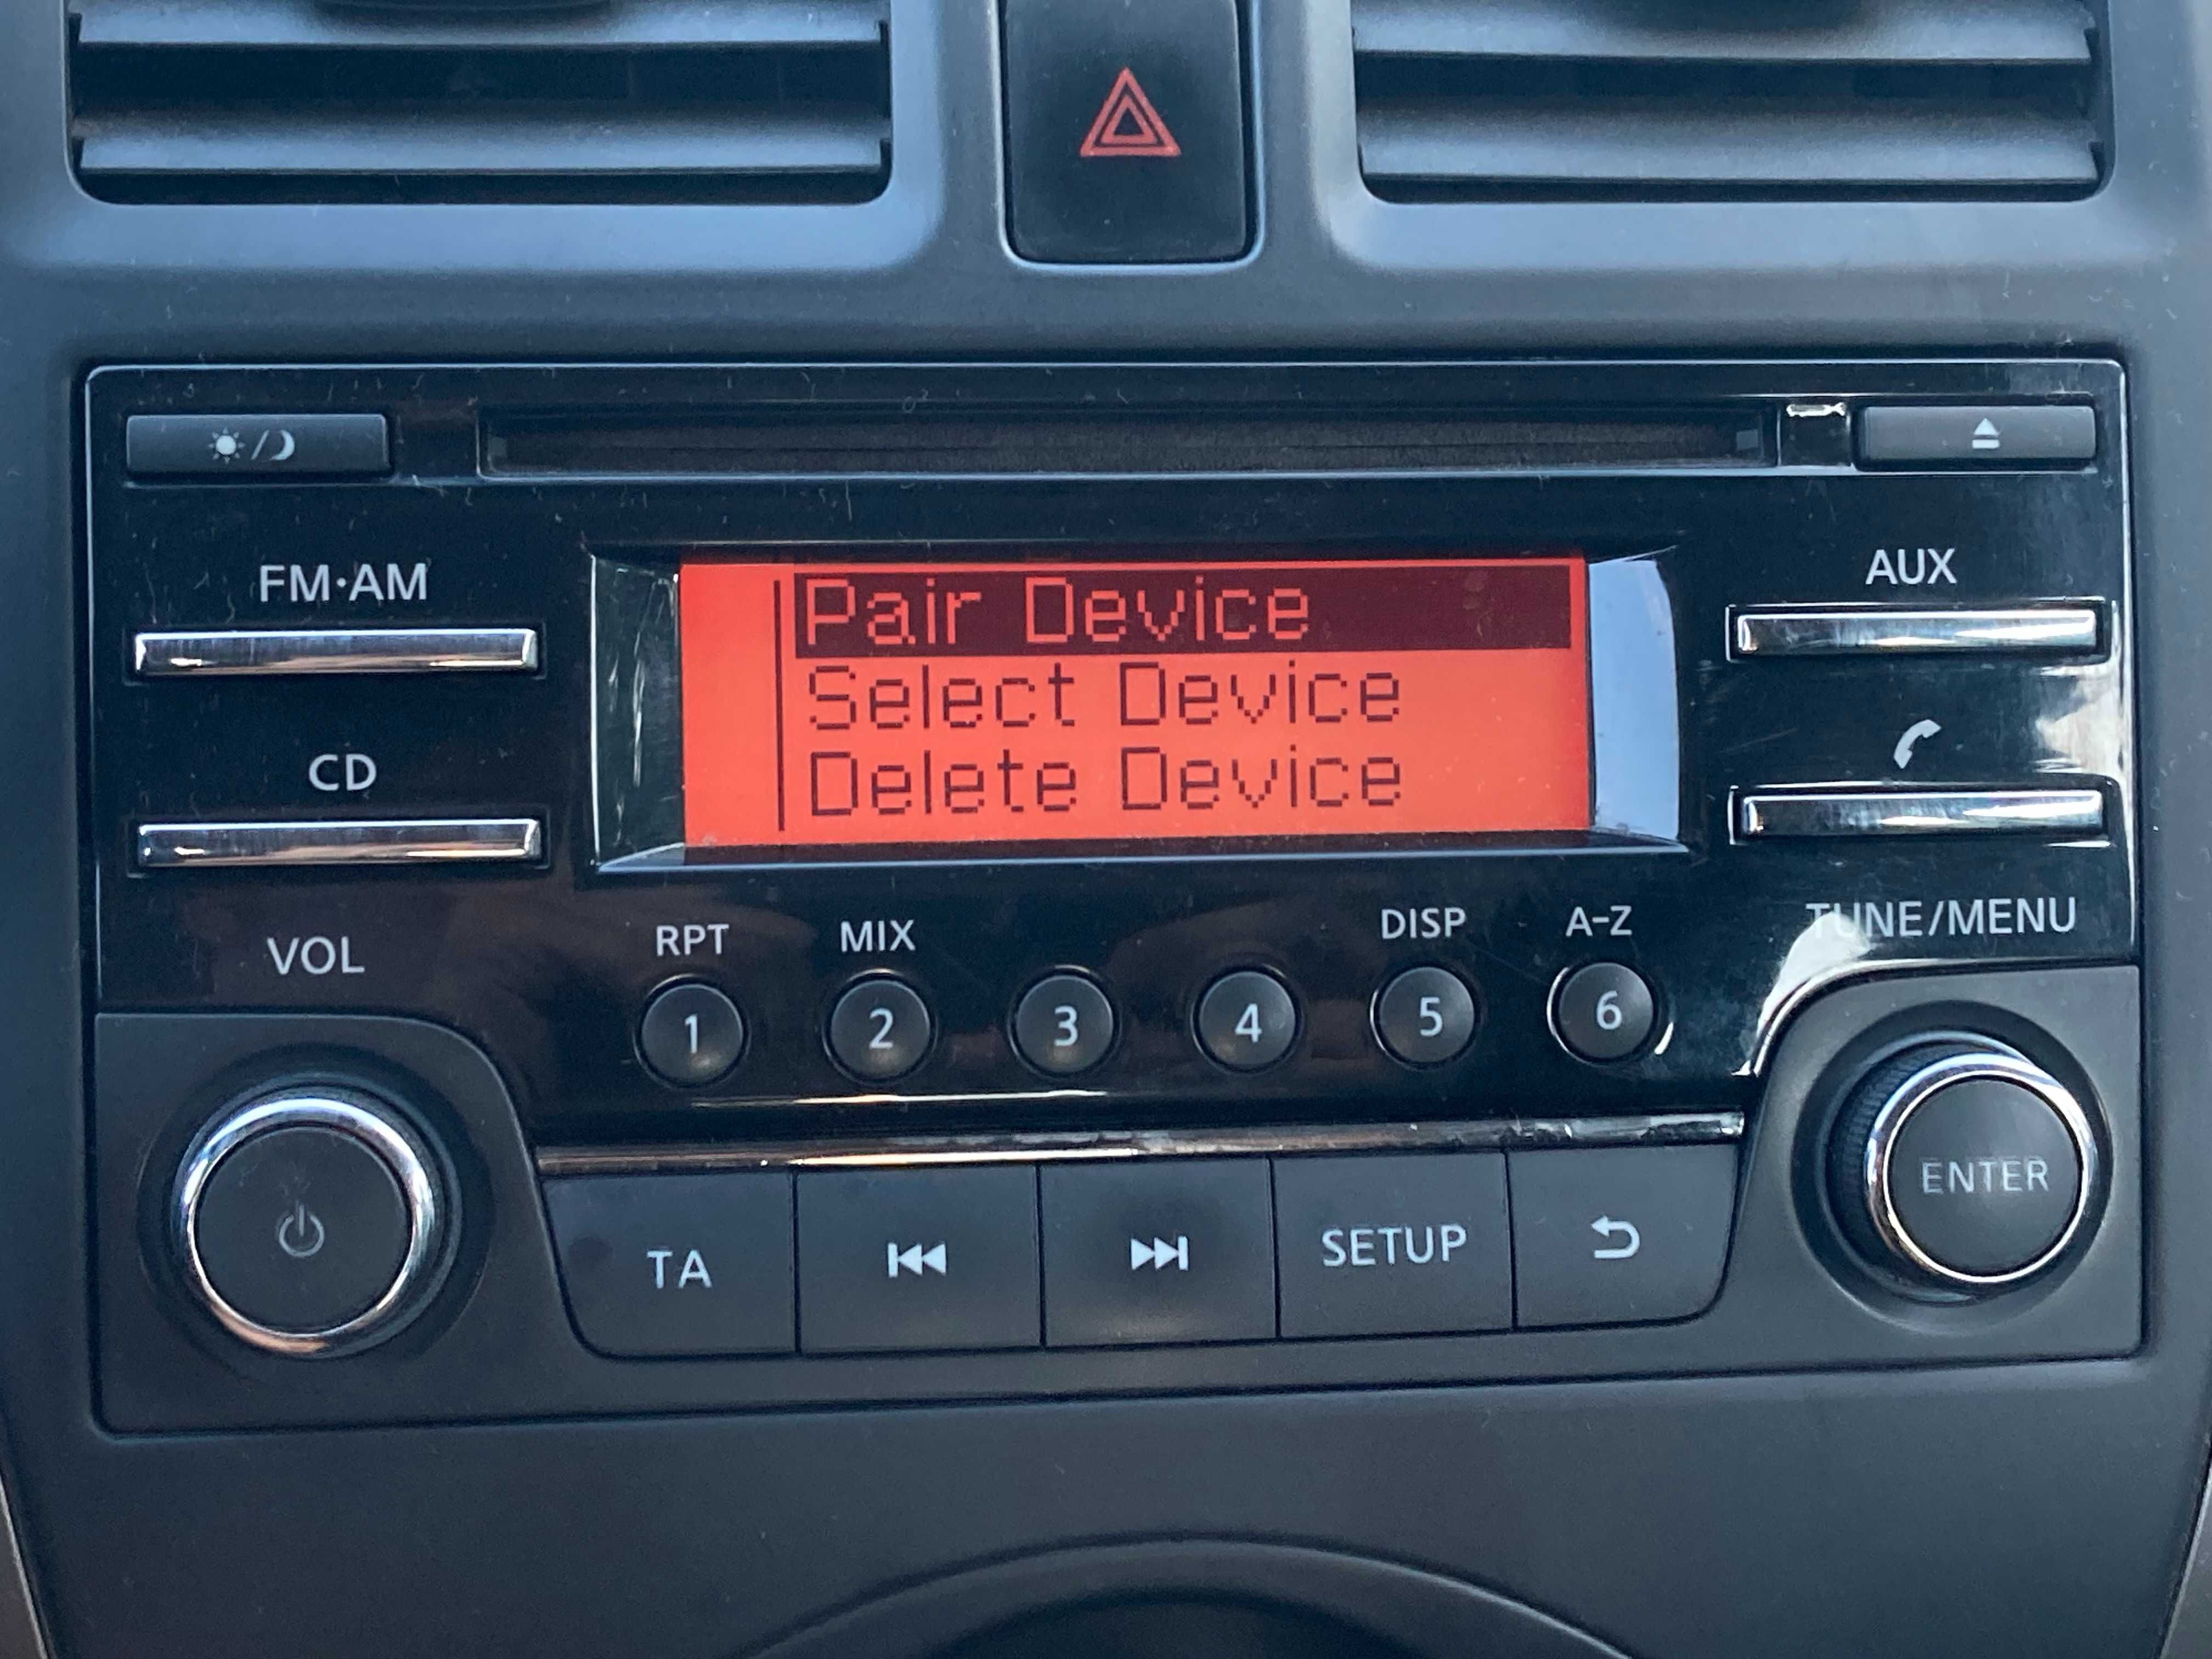 FM·AM
AUX
Pair Device
Select Device
Delete Device
CD
VOL
RPT
MIX
DISP
A-Z
TUNE/MENU
1
2
3
4
5
6
TA
SETUP
ENTER